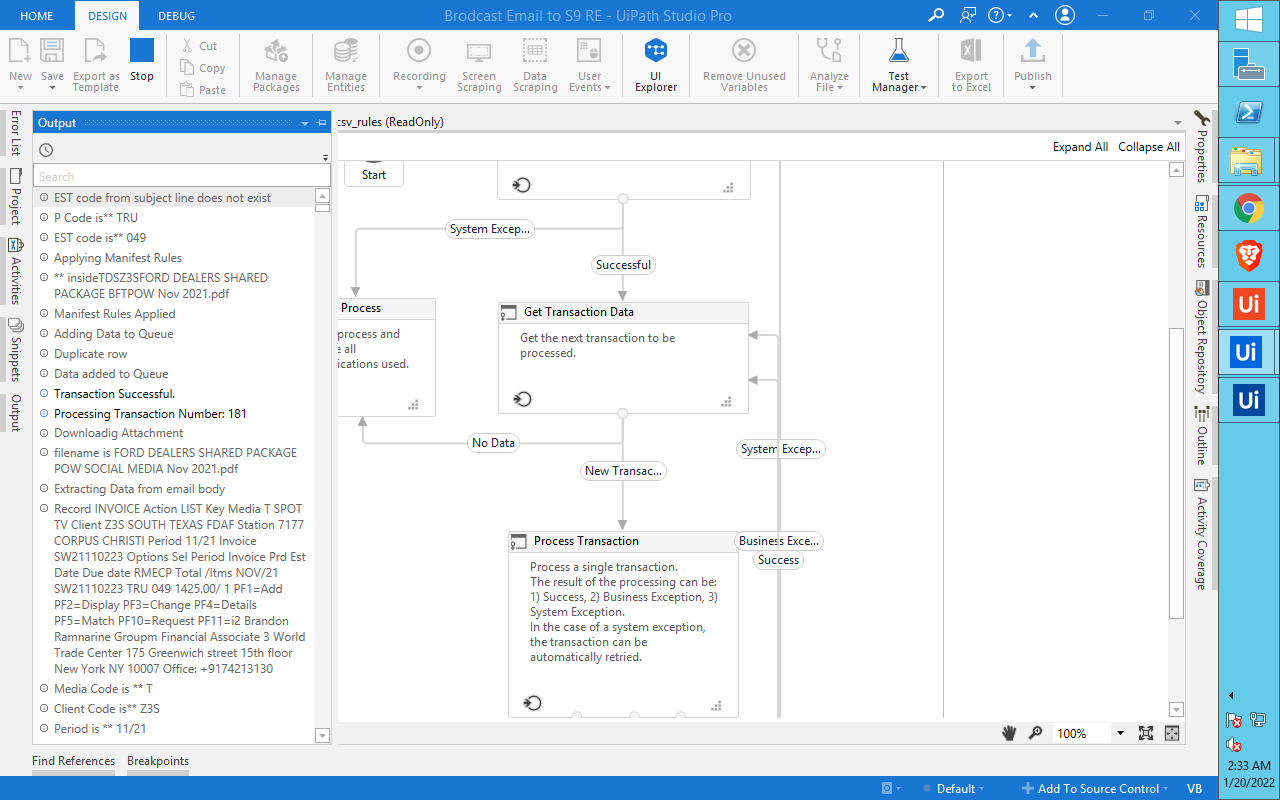 HOME DESIGN DEBUG Brodcast Email to S9 RE - UiPath Studio Pro
New Save Export as Template Stop
Cut
Copy
Paste
Manage Packages
Manage Entities
Recording
Screen Scraping
Data Scraping
User Events
UI Explorer
Remove Unused Variables
Analyze File
Test Manager
Export to Excel
Publish
Error List
Project
Activities
Snippets
Output
Output
Search
EST code from subject line does not exist
P Code is** TRU
EST code is** 049
Applying Manifest Rules
** insideTDSZ3SFORD DEALERS SHARED
PACKAGE BFTPOW Nov 2021.pdf
Manifest Rules Applied
Adding Data to Queue
Duplicate row
Data added to Queue
Transaction Successful.
Processing Transaction Number: 181
Downloadig Attachment
filename is FORD DEALERS SHARED PACKAGE
POW SOCIAL MEDIA Nov 2021.pdf
Extracting Data from email body
Record INVOICE Action LIST Key Media T SPOT
TV Client Z3S SOUTH TEXAS FDAF Station 7177
CORPUS CHRISTI Period 11/21 Invoice
SW21110223 Options Sel Period Invoice Prd Est
Date Due date RMECP Total /Itms NOV/21
SW21110223 TRU 049 1425.00/ 1 PF1=Add
PF2=Display PF3=Change PF4=Details
PF5=Match PF10=Request PF11=i2 Brandon
Ramnarine Groupm Financial Associate 3 World
Trade Center 175 Greenwich street 15th floor
New York NY 10007 Office: +9174213130
Media Code is ** T
Client Code is** Z3S
Period is ** 11/21
Find References Breakpoints
csv_rules (ReadOnly)
Expand All Collapse All
Start
System Excep...
Successful
Process
process and
e all
ications used.
Get Transaction Data
Get the next transaction to be
processed.
No Data
New Transac...
System Excep...
Process Transaction
Business Exce...
Success
Process a single transaction.
The result of the processing can be:
1) Success, 2) Business Exception, 3)
System Exception.
In the case of a system exception,
the transaction can be
automatically retried.
100%
Properties
Resources
Object Repository
Outline
Activity Coverage
Default Add To Source Control VB
Ui
Ui
Ui
2:33 AM
1/20/2022